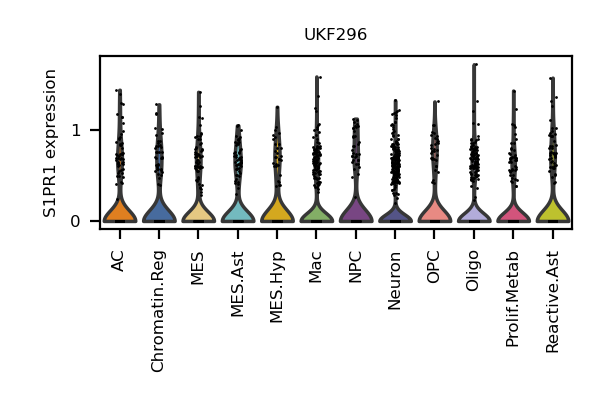 UKF296
S1PR1 expression
1
0
AC
Chromatin.Reg
MES
MES.Ast
MES.Hyp
Mac
NPC
Neuron
OPC
Oligo
Prolif.Metab
Reactive.Ast